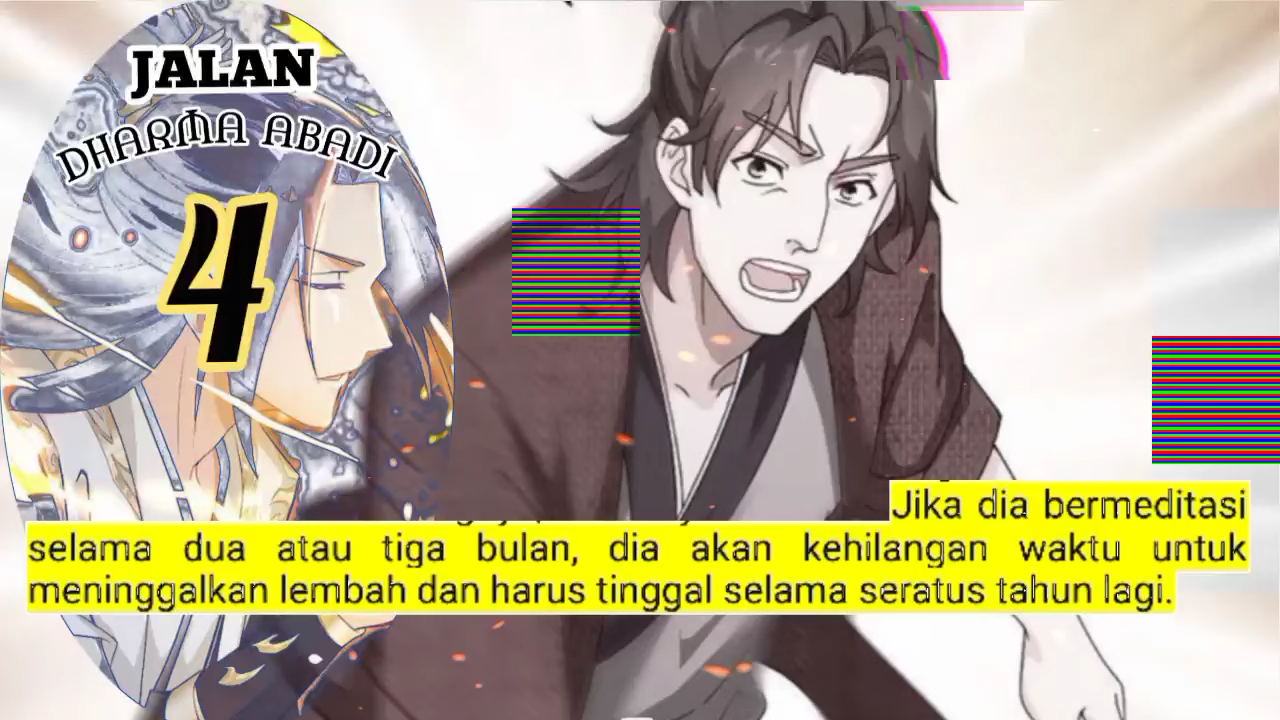 JALAN
DHARMA ABADI
4
Jika dia bermeditasi
selama dua atau tiga bulan, dia akan kehilangan waktu untuk
meninggalkan lembah dan harus tinggal selama seratus tahun lagi.